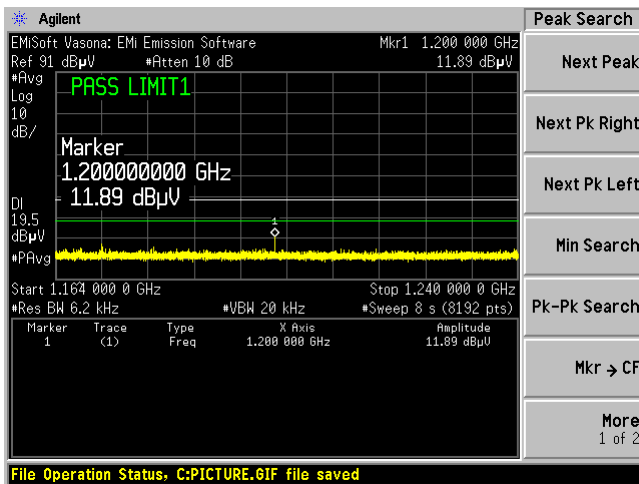 Agilent
Peak Search
EMiSoft Vasona: EMi Emission Software
Mkr1 1.200 000 GHz
Ref 91 dBµV #Atten 10 dB 11.89 dBµV
#Avg
Log
10
dB/
PASS LIMIT1
Marker
1.200000000 GHz
11.89 dBµV
DI
19.5
dBµV
#PAvg
1
Start 1.164 000 0 GHz Stop 1.240 000 0 GHz
#Res BW 6.2 kHz #VBW 20 kHz #Sweep 8 s (8192 pts)
Marker Trace Type X Axis Amplitude
1 (1) Freq 1.200 000 GHz 11.89 dBµV
Next Peak
Next Pk Right
Next Pk Left
Min Search
Pk-Pk Search
Mkr → CF
More
1 of 2
File Operation Status, C:PICTURE.GIF file saved